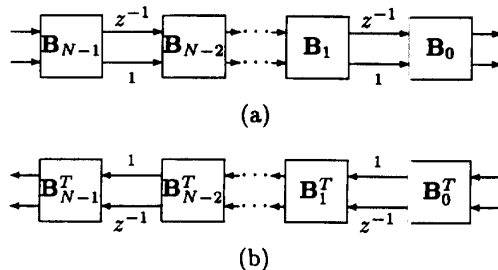 z^{-1} z^{-1}
B_{N-1} B_{N-2} ··· B_1 B_0
1 1
(a)
1 1
B^T_{N-1} B^T_{N-2} ··· B^T_1 B^T_0
z^{-1} z^{-1}
(b)